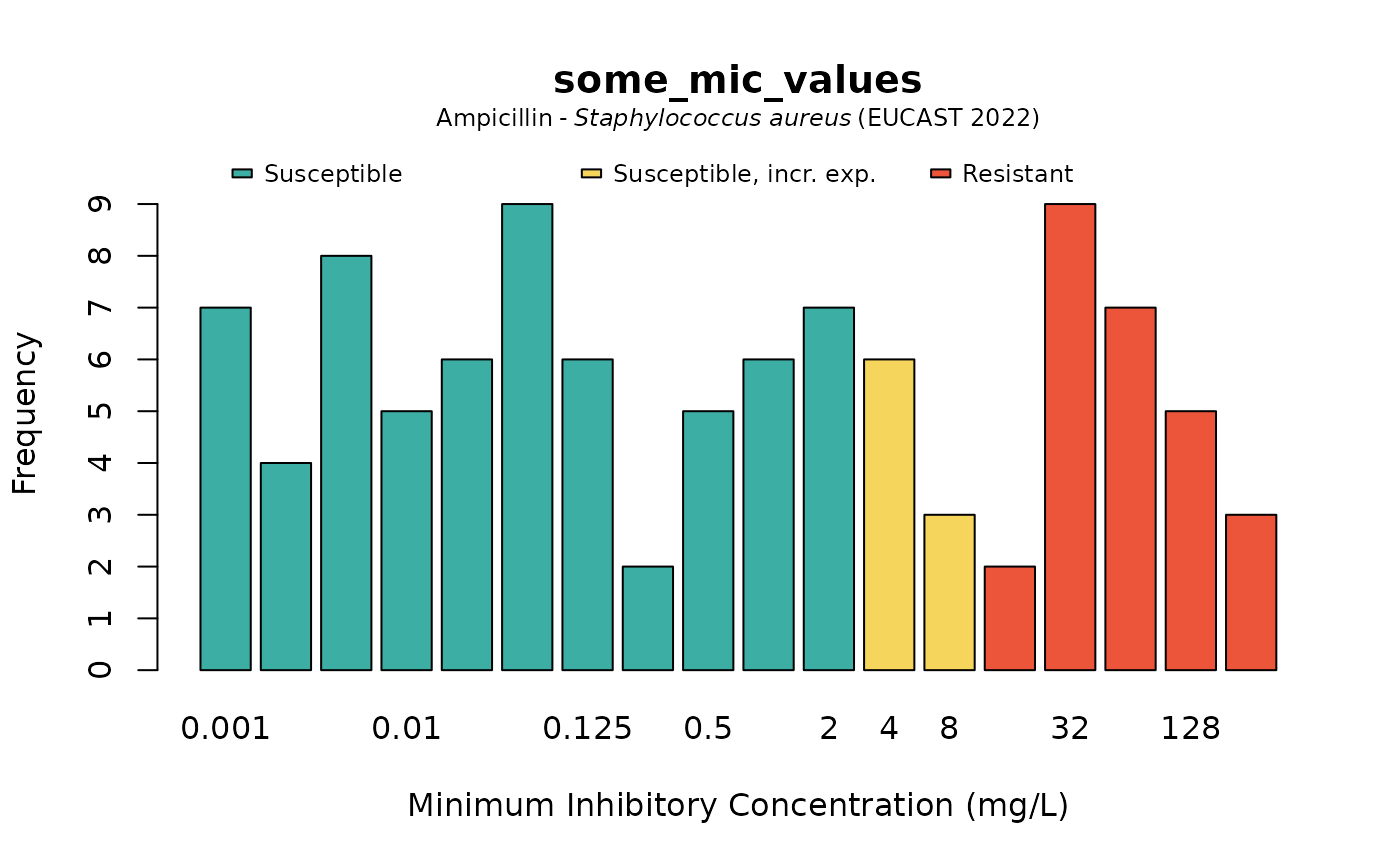 some_mic_values
Ampicillin - Staphylococcus aureus (EUCAST 2022)
Susceptible Susceptible, incr. exp. Resistant
9
8
7
6
5
4
3
2
1
0
Frequency
0.001 0.01 0.125 0.5 2 4 8 32 128
Minimum Inhibitory Concentration (mg/L)